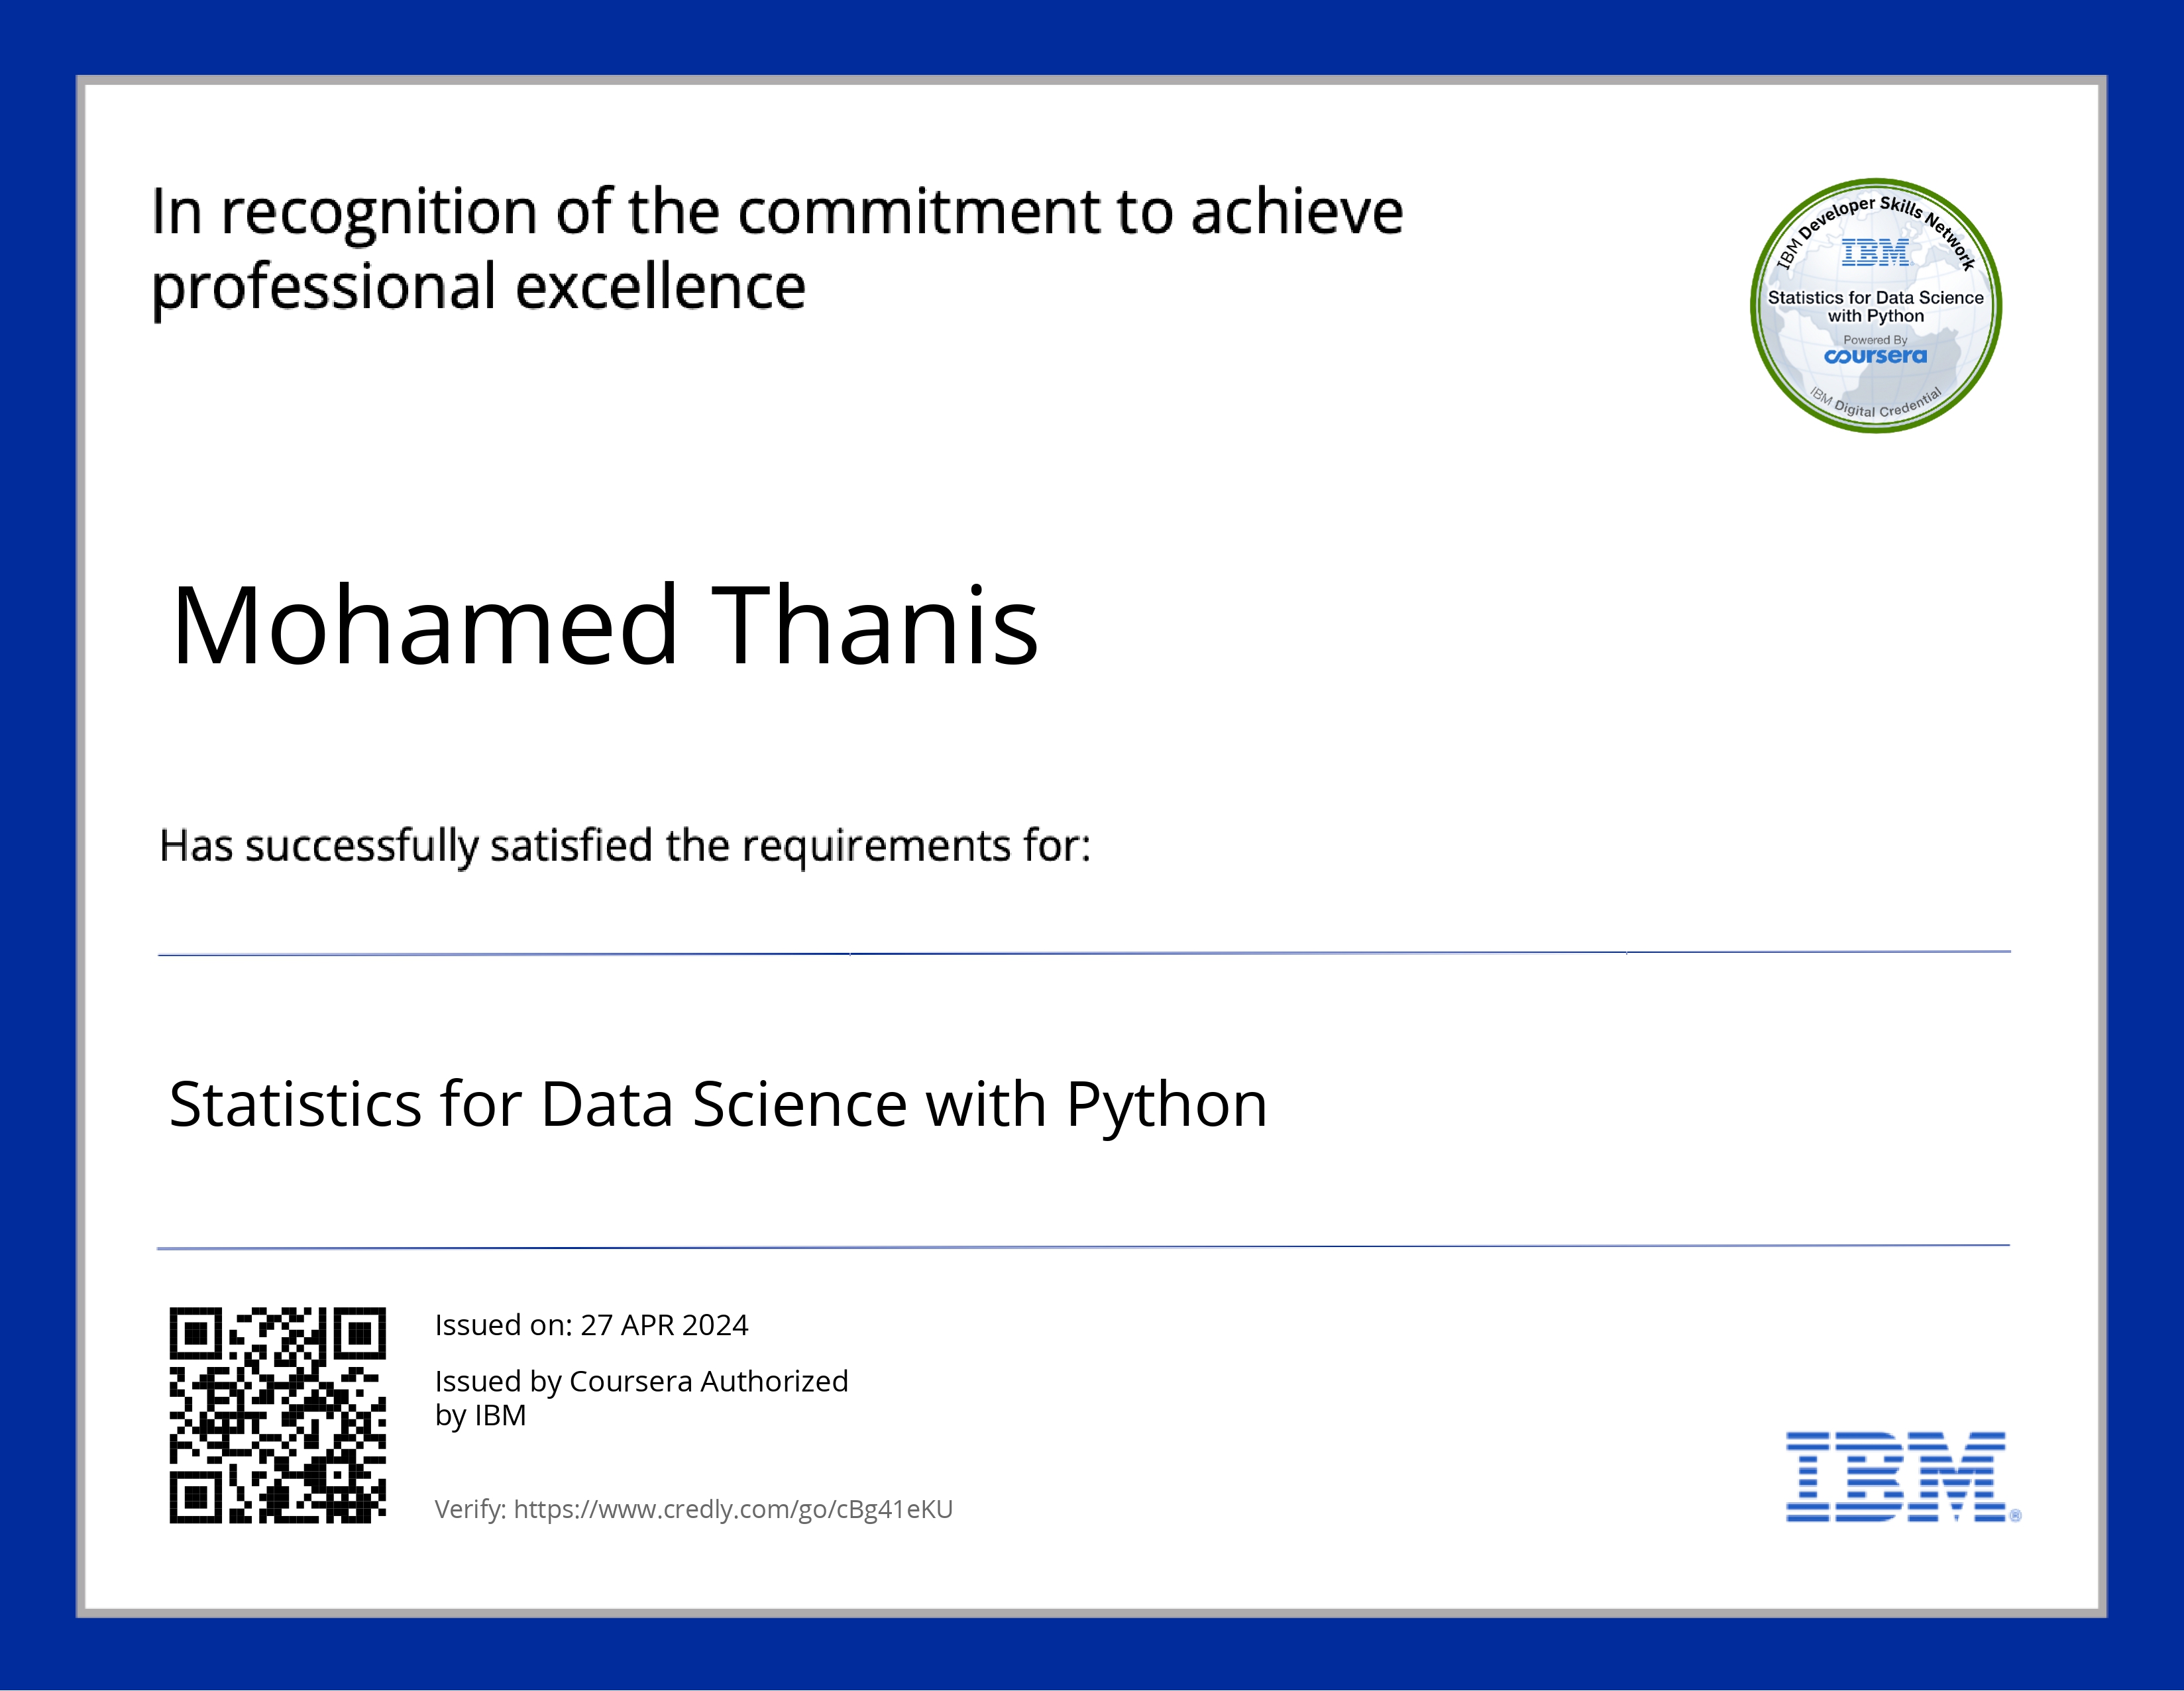 In recognition of the commitment to achieve
professional excellence
IBM Developer Skills Network
IBM
Statistics for Data Science
with Python
Powered By
coursera
IBM Digital Credential
Mohamed Thanis
Has successfully satisfied the requirements for:
Statistics for Data Science with Python
Issued on: 27 APR 2024
Issued by Coursera Authorized
by IBM
Verify: https://www.credly.com/go/cBg41eKU
IBM®